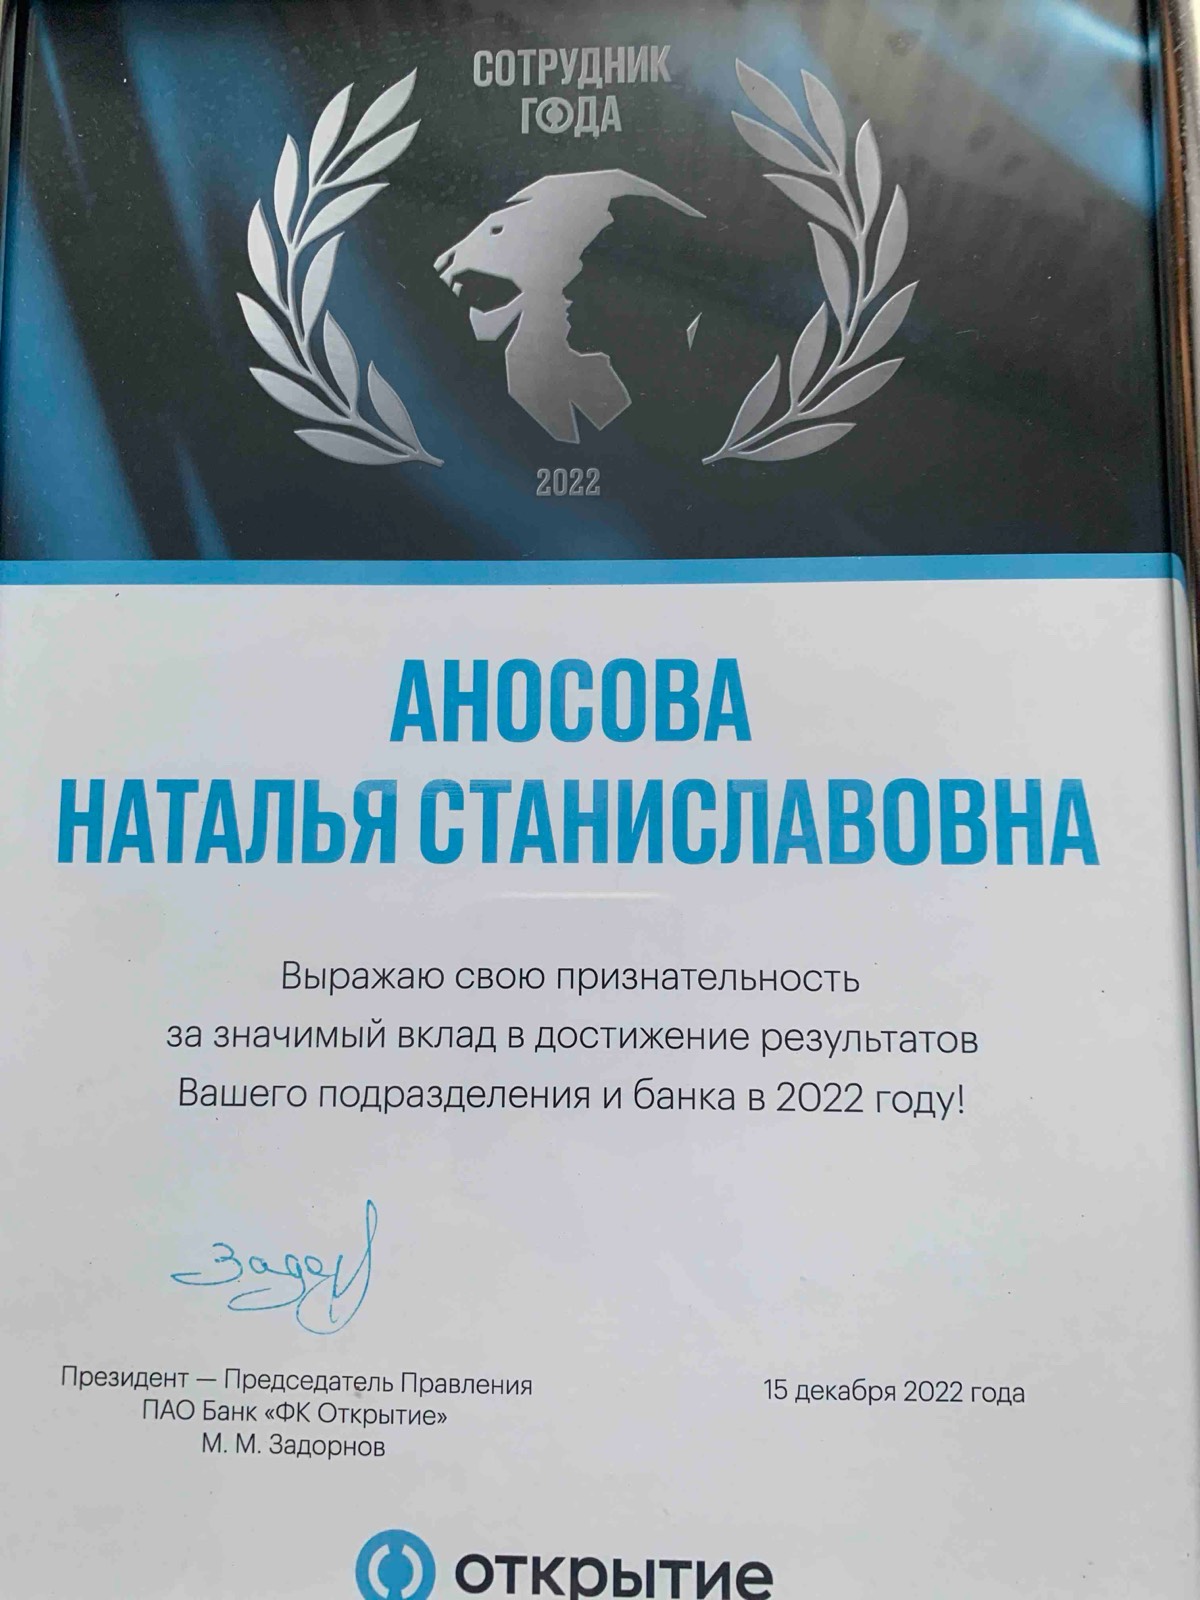 СОТРУДНИК
ГОДА
2022
АНОСОВА
НАТАЛЬЯ СТАНИСЛАВОВНА
Выражаю свою признательность
за значимый вклад в достижение результатов
Вашего подразделения и банка в 2022 году!
Задор
Президент — Председатель Правления
ПАО Банк «ФК Открытие»
М. М. Задорнов
15 декабря 2022 года
открытие